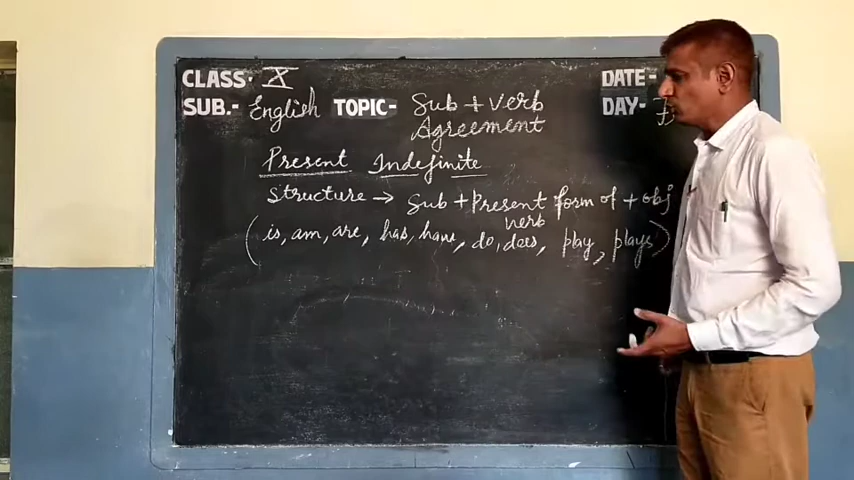 CLASS- X
SUB.- English
TOPIC- Sub + verb
Agreement
DATE-
DAY-
Present Indefinite
Structure → Sub + Present form of + obj
verb
(is, am, are, has, have, do, does, play, plays)